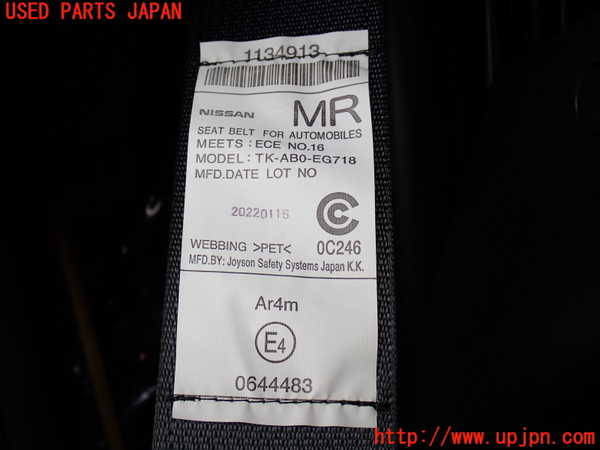 USED PARTS JAPAN
1134913
NISSAN MR
SEAT BELT FOR AUTOMOBILES
MEETS : ECE NO.16
MODEL: TK-AB0-EG718
MFD.DATE LOT NO
20220116
WEBBING >PET< 0C246
MFD.BY: Joyson Safety Systems Japan K.K.
Ar4m
E4
0644483
http://www.upjpn.com/